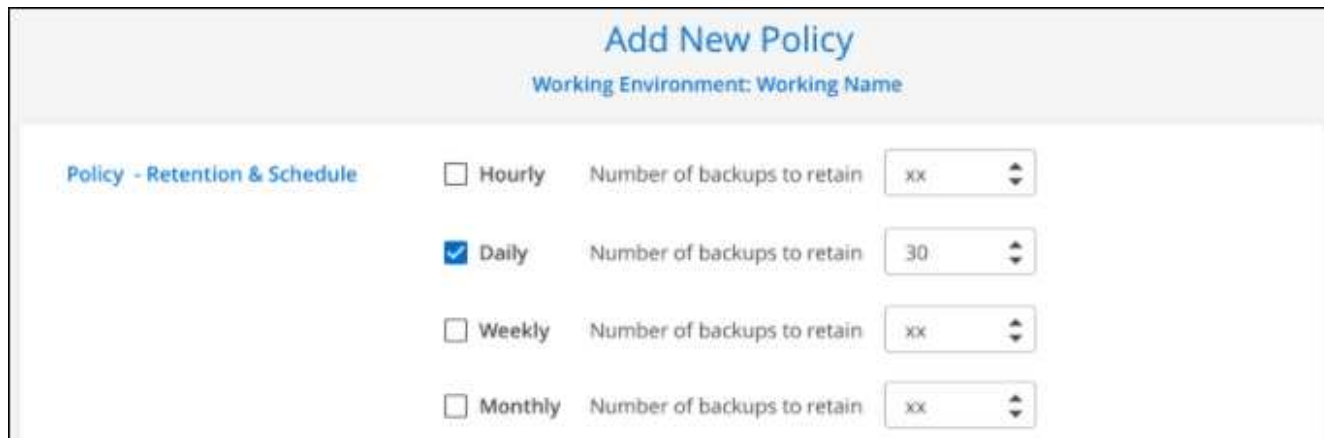 Add New Policy
Working Environment: Working Name
Policy - Retention & Schedule
Hourly Number of backups to retain xx
Daily Number of backups to retain 30
Weekly Number of backups to retain xx
Monthly Number of backups to retain xx